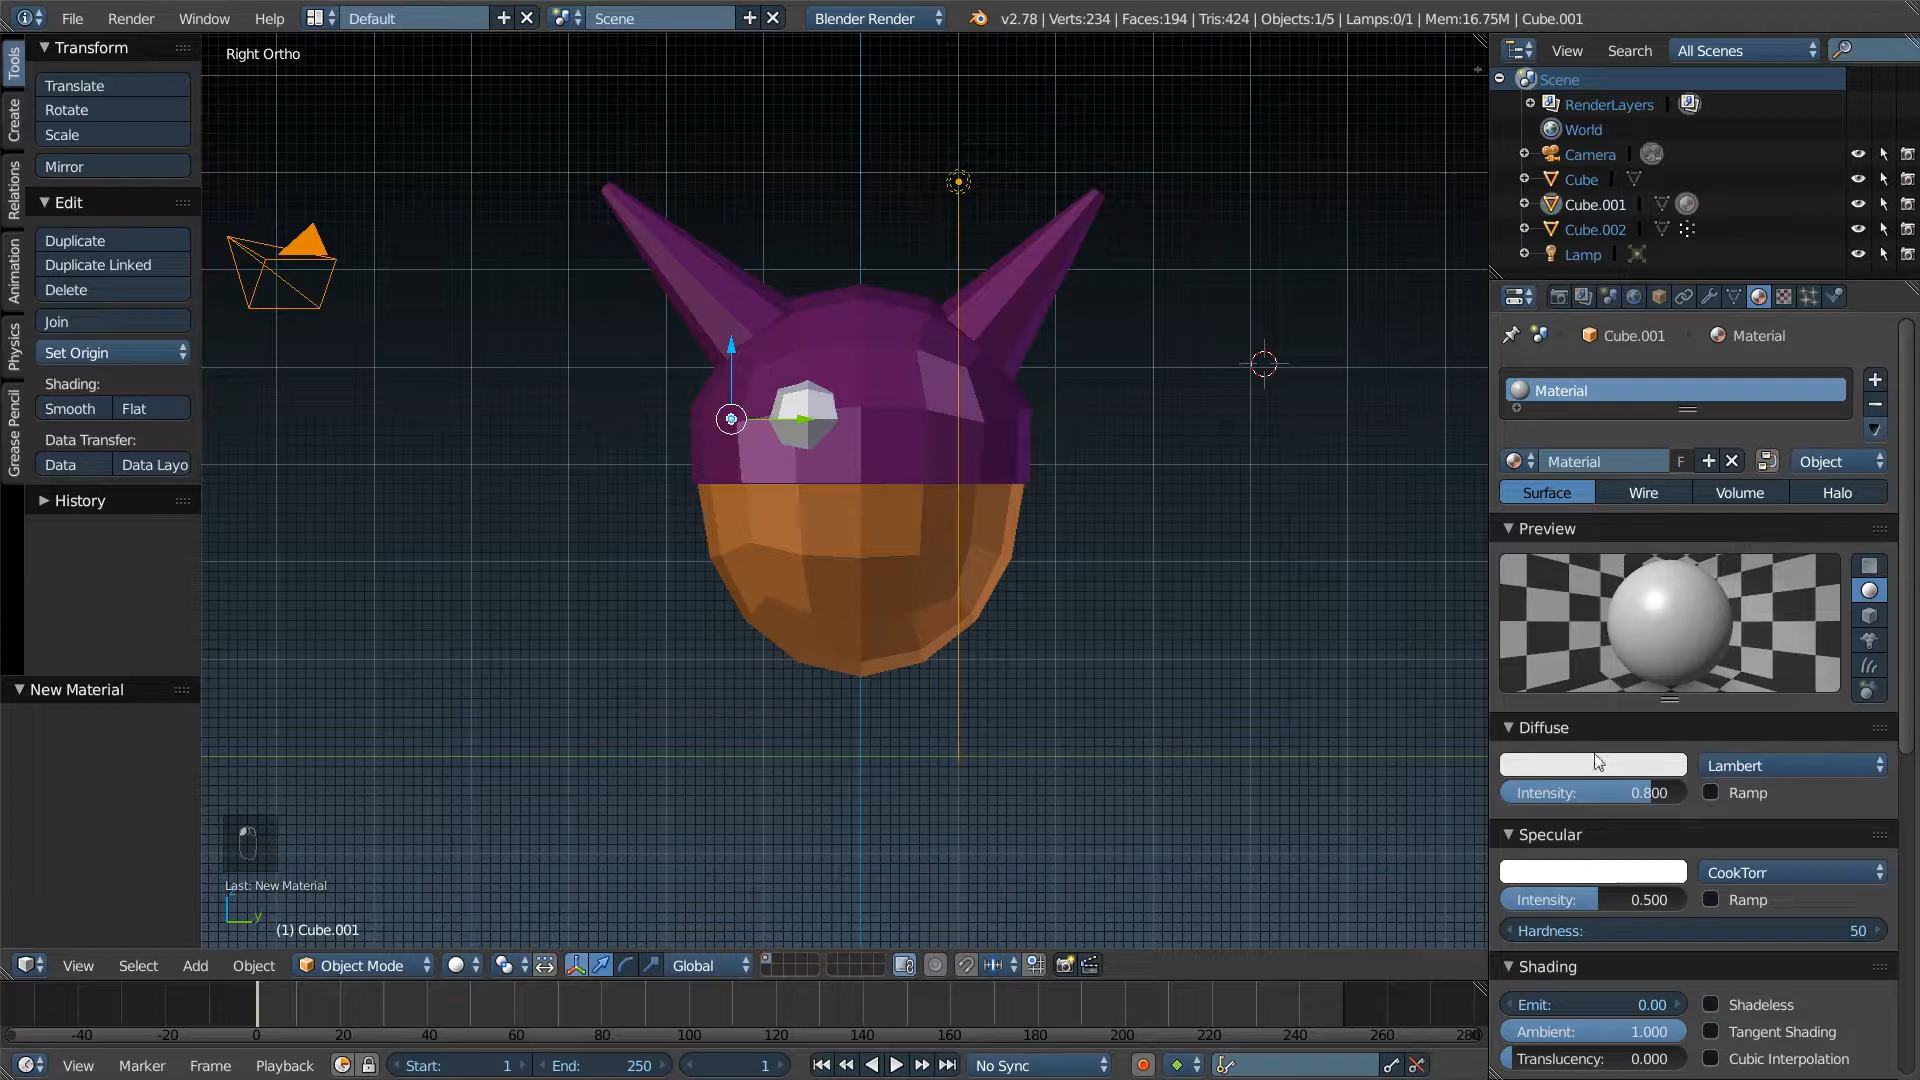 File Render Window Help Default Scene Blender Render v2.78 | Verts:234 | Faces:194 | Tris:424 | Objects:1/5 | Lamps:0/1 | Mem:16.75M | Cube.001
Tools
Create
Relations
Animation
Physics
Grease Pencil
Transform
Translate
Rotate
Scale
Mirror
Edit
Duplicate
Duplicate Linked
Delete
Join
Set Origin
Shading:
Smooth Flat
Data Transfer:
Data Data Layo
History
New Material
Right Ortho
Last: New Material
y
(1) Cube.001
View Search All Scenes
Scene
RenderLayers
World
Camera
Cube
Cube.001
Cube.002
Lamp
Cube.001 Material
Material
Material F Object
Surface Wire Volume Halo
Preview
Diffuse
Lambert
Intensity: 0.800 Ramp
Specular
CookTorr
Intensity: 0.500 Ramp
Hardness: 50
Shading
Emit: 0.00 Shadeless
Ambient: 1.000 Tangent Shading
Translucency: 0.000 Cubic Interpolation
View Select Add Object Object Mode Global
-40 -20 0 20 40 60 80 100 120 140 160 180 200 220 240 260 280
View Marker Frame Playback Start: 1 End: 250 1 No Sync